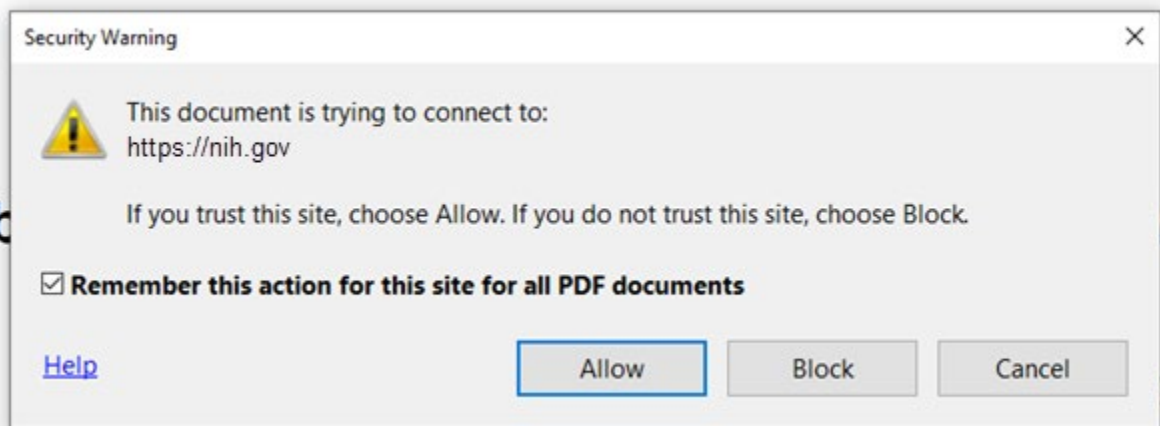 Security Warning
This document is trying to connect to:
https://nih.gov
If you trust this site, choose Allow. If you do not trust this site, choose Block.
Remember this action for this site for all PDF documents
Help
Allow
Block
Cancel